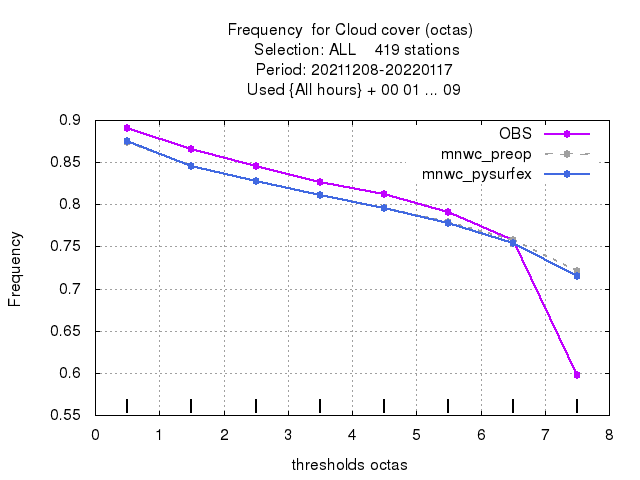 Frequency  for Cloud cover (octas)
Selection: ALL    419 stations
Period: 20211208-20220117
Used {All hours} + 00 01 ... 09
0.9
0.85
0.8
0.75
0.7
0.65
0.6
0.55
Frequency
OBS
mnwc_preop
mnwc_pysurfex
0 1 2 3 4 5 6 7 8
thresholds octas